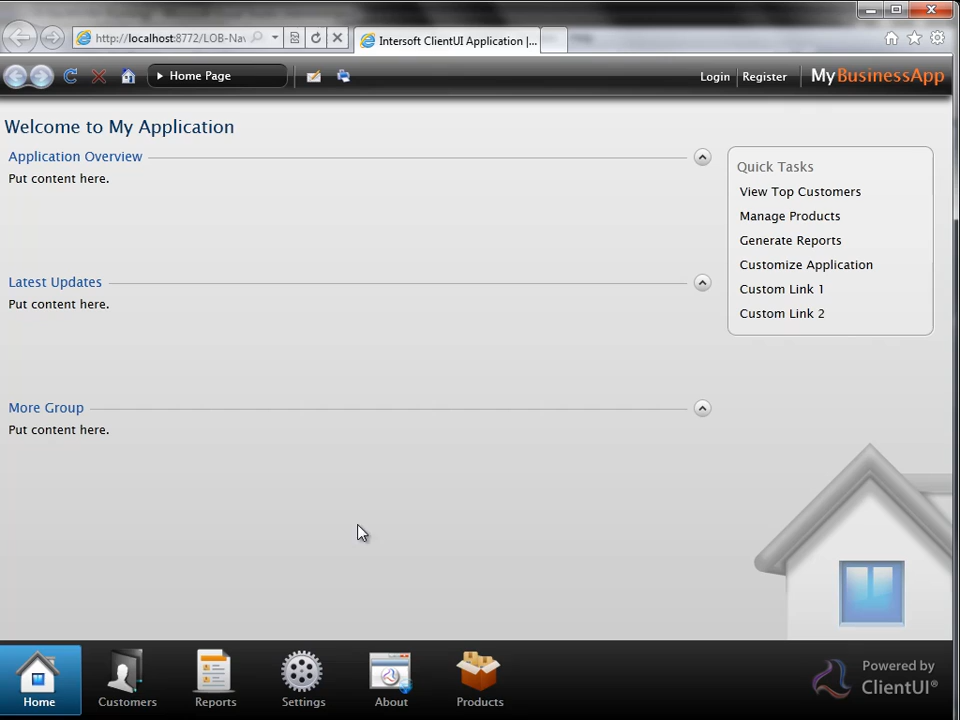 http://localhost:8772/LOB-Nav
Intersoft ClientUI Application |...
Home Page
Login
Register
MyBusinessApp
Welcome to My Application
Application Overview
Put content here.
Latest Updates
Put content here.
More Group
Put content here.
Quick Tasks
View Top Customers
Manage Products
Generate Reports
Customize Application
Custom Link 1
Custom Link 2
Home
Customers
Reports
Settings
About
Products
Powered by
ClientUI®